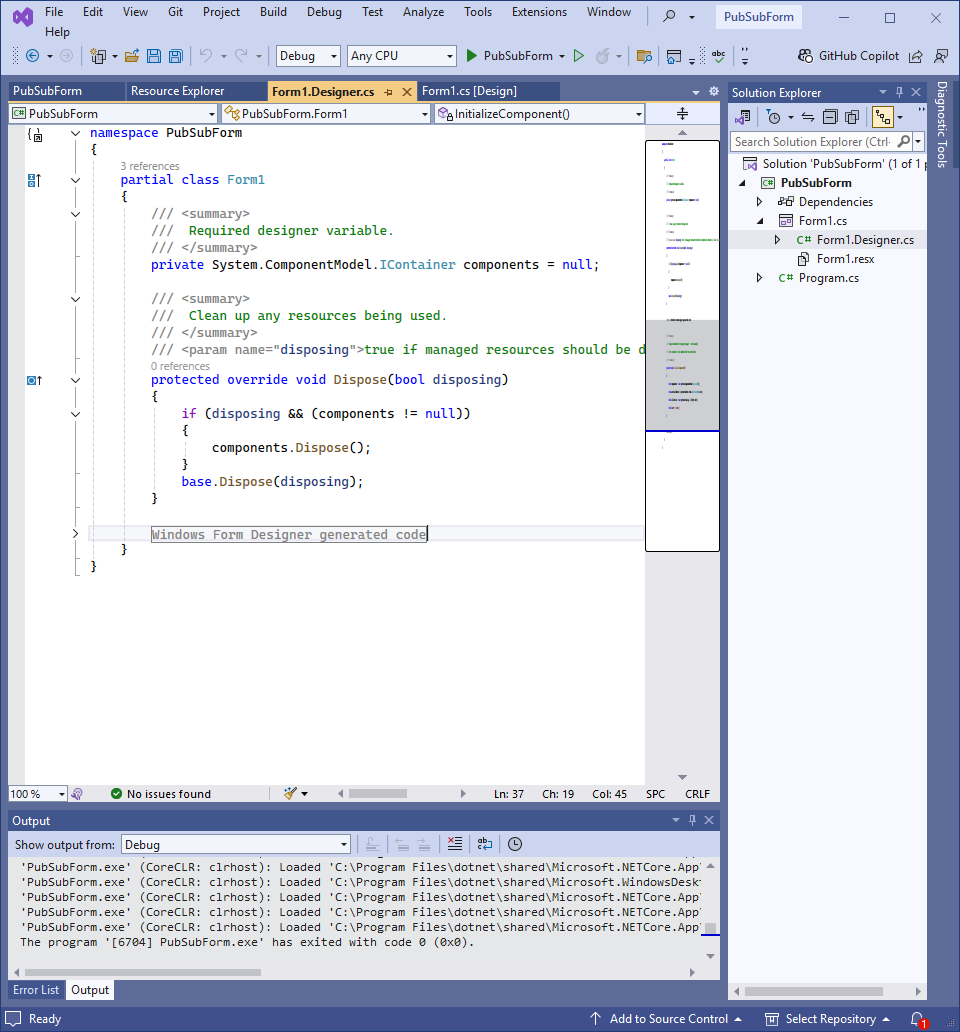 File Edit View Git Project Build Debug Test Analyze Tools Extensions Window PubSubForm
Help
Debug Any CPU PubSubForm GitHub Copilot
PubSubForm Resource Explorer Form1.Designer.cs Form1.cs [Design]
PubSubForm PubSubForm.Form1 InitializeComponent()
namespace PubSubForm
{
3 references
partial class Form1
{
/// <summary>
///  Required designer variable.
/// </summary>
private System.ComponentModel.IContainer components = null;
/// <summary>
///  Clean up any resources being used.
/// </summary>
/// <param name="disposing">true if managed resources should be d
0 references
protected override void Dispose(bool disposing)
{
if (disposing && (components != null))
{
components.Dispose();
}
base.Dispose(disposing);
}
Windows Form Designer generated code
}
}
100 % No issues found Ln: 37 Ch: 19 Col: 45 SPC CRLF
Solution Explorer
Search Solution Explorer (Ctrl-
Solution 'PubSubForm' (1 of 1 p
C# PubSubForm
Dependencies
Form1.cs
C# Form1.Designer.cs
Form1.resx
C# Program.cs
Diagnostic Tools
Output
Show output from: Debug
'PubSubForm.exe' (CoreCLR: clrhost): Loaded 'C:\Program Files\dotnet\shared\Microsoft.NETCore.App\
'PubSubForm.exe' (CoreCLR: clrhost): Loaded 'C:\Program Files\dotnet\shared\Microsoft.WindowsDesk
'PubSubForm.exe' (CoreCLR: clrhost): Loaded 'C:\Program Files\dotnet\shared\Microsoft.NETCore.App\
'PubSubForm.exe' (CoreCLR: clrhost): Loaded 'C:\Program Files\dotnet\shared\Microsoft.NETCore.App\
'PubSubForm.exe' (CoreCLR: clrhost): Loaded 'C:\Program Files\dotnet\shared\Microsoft.NETCore.App\
The program '[6704] PubSubForm.exe' has exited with code 0 (0x0).
Error List Output
Ready Add to Source Control Select Repository 1